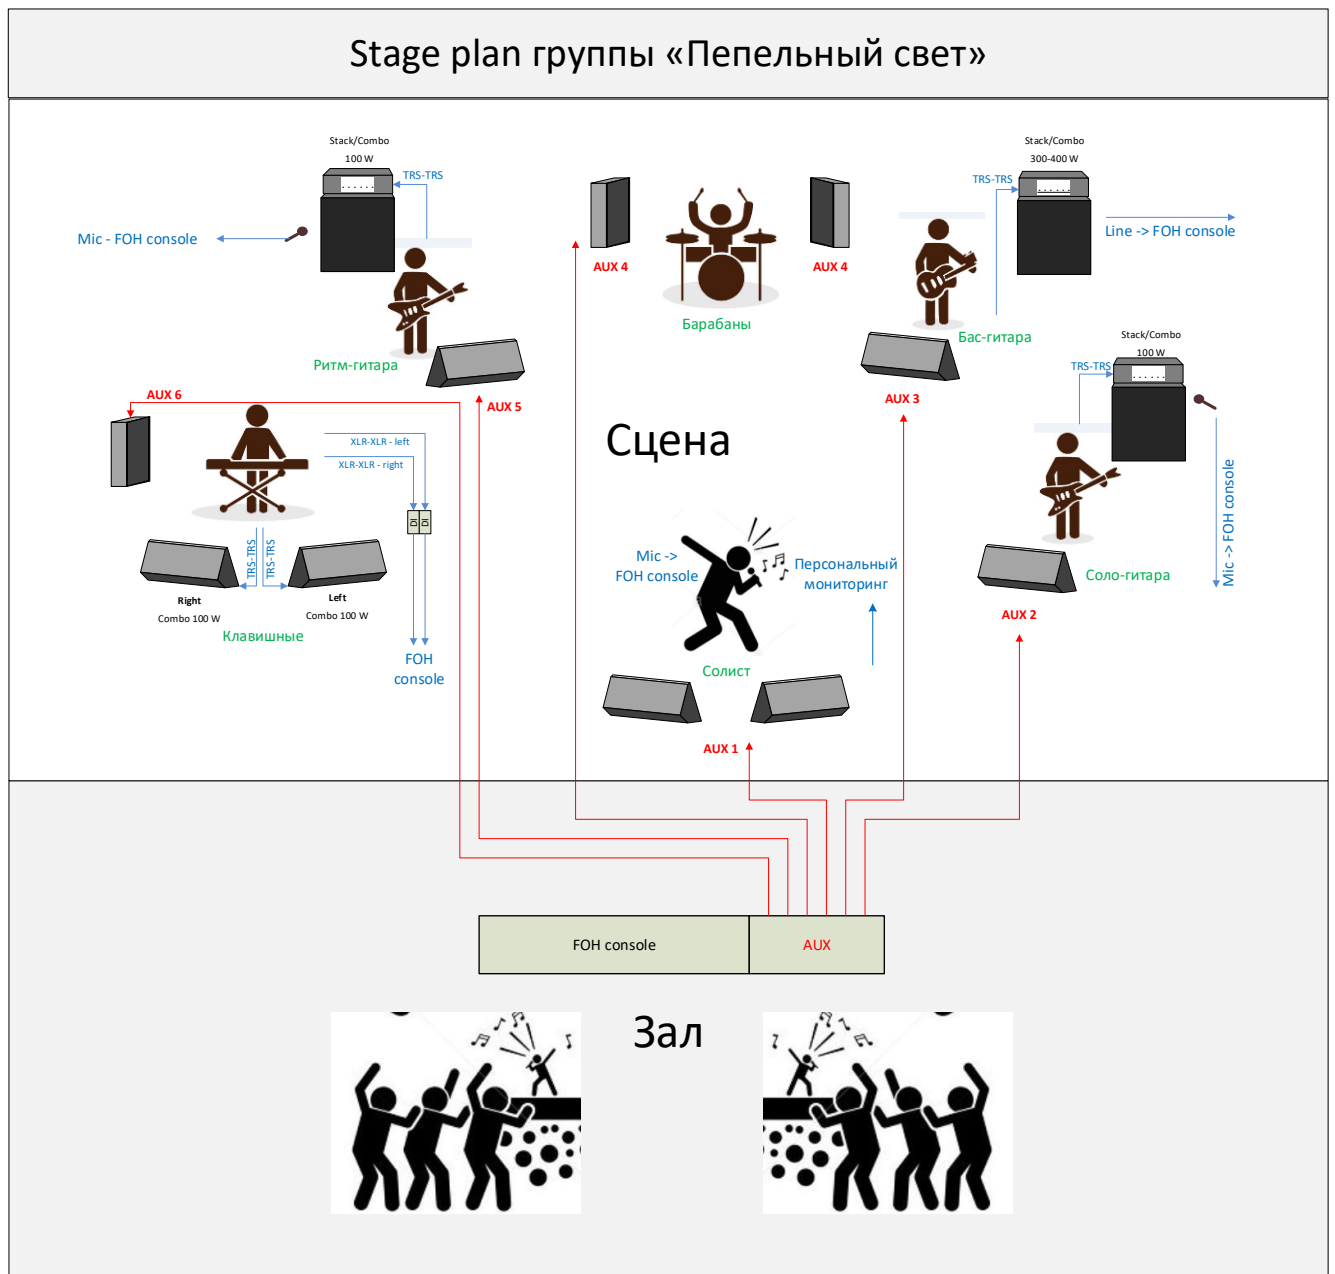 Stage plan группы «Пепельный свет»
Stack/Combo
100 W
TRS-TRS
Mic - FOH console
Ритм-гитара
AUX 5
AUX 4
AUX 4
Барабаны
Stack/Combo
300-400 W
TRS-TRS
Line -> FOH console
Бас-гитара
AUX 3
Stack/Combo
100 W
TRS-TRS
Mic -> FOH console
Соло-гитара
AUX 2
AUX 6
XLR-XLR - left
XLR-XLR - right
DI
DI
TRS-TRS
TRS-TRS
Right
Combo 100 W
Left
Combo 100 W
Клавишные
FOH
console
Сцена
Mic ->
FOH console
Персональный
мониторинг
Солист
AUX 1
FOH console
AUX
Зал